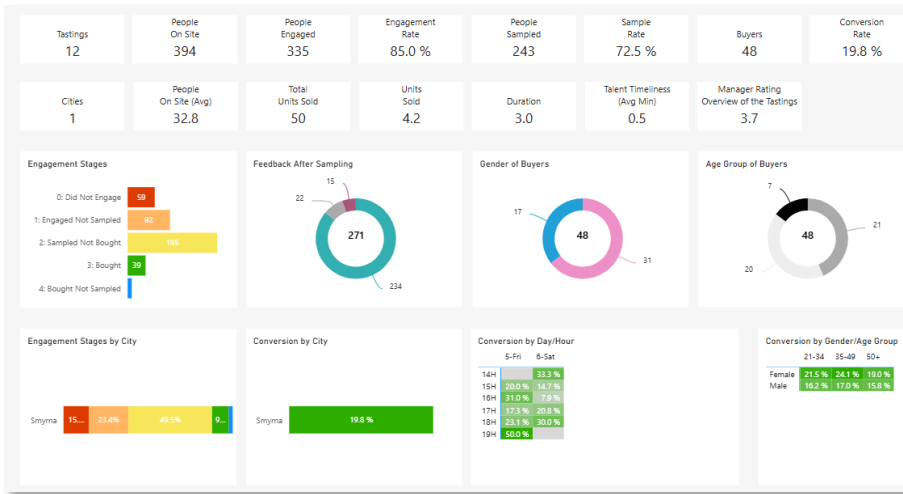 Tastings
12
People
On Site
394
People
Engaged
335
Engagement
Rate
85.0 %
People
Sampled
243
Sample
Rate
72.5 %
Buyers
48
Conversion
Rate
19.8 %
Cities
1
People
On Site (Avg)
32.8
Total
Units Sold
50
Units
Sold
4.2
Duration
3.0
Talent Timeliness
(Avg Min)
0.5
Manager Rating
Overview of the Tastings
3.7
Engagement Stages
0: Did Not Engage 59
1: Engaged Not Sampled 92
2: Sampled Not Bought 195
3: Bought 39
4: Bought Not Sampled
Feedback After Sampling
15
22
271
234
Gender of Buyers
17
48
31
Age Group of Buyers
7
21
48
20
Engagement Stages by City
Smyrna 15... 23.4% 49.5% 9...
Conversion by City
Smyrna 19.8 %
Conversion by Day/Hour
5-Fri 6-Sat
14H 33.3 %
15H 20.0 % 14.7 %
16H 31.0 % 7.9 %
17H 17.3 % 20.8 %
18H 23.1 % 30.0 %
19H 50.0 %
Conversion by Gender/Age Group
21-34 35-49 50+
Female 21.5 % 24.1 % 19.0 %
Male 16.2 % 17.0 % 15.8 %